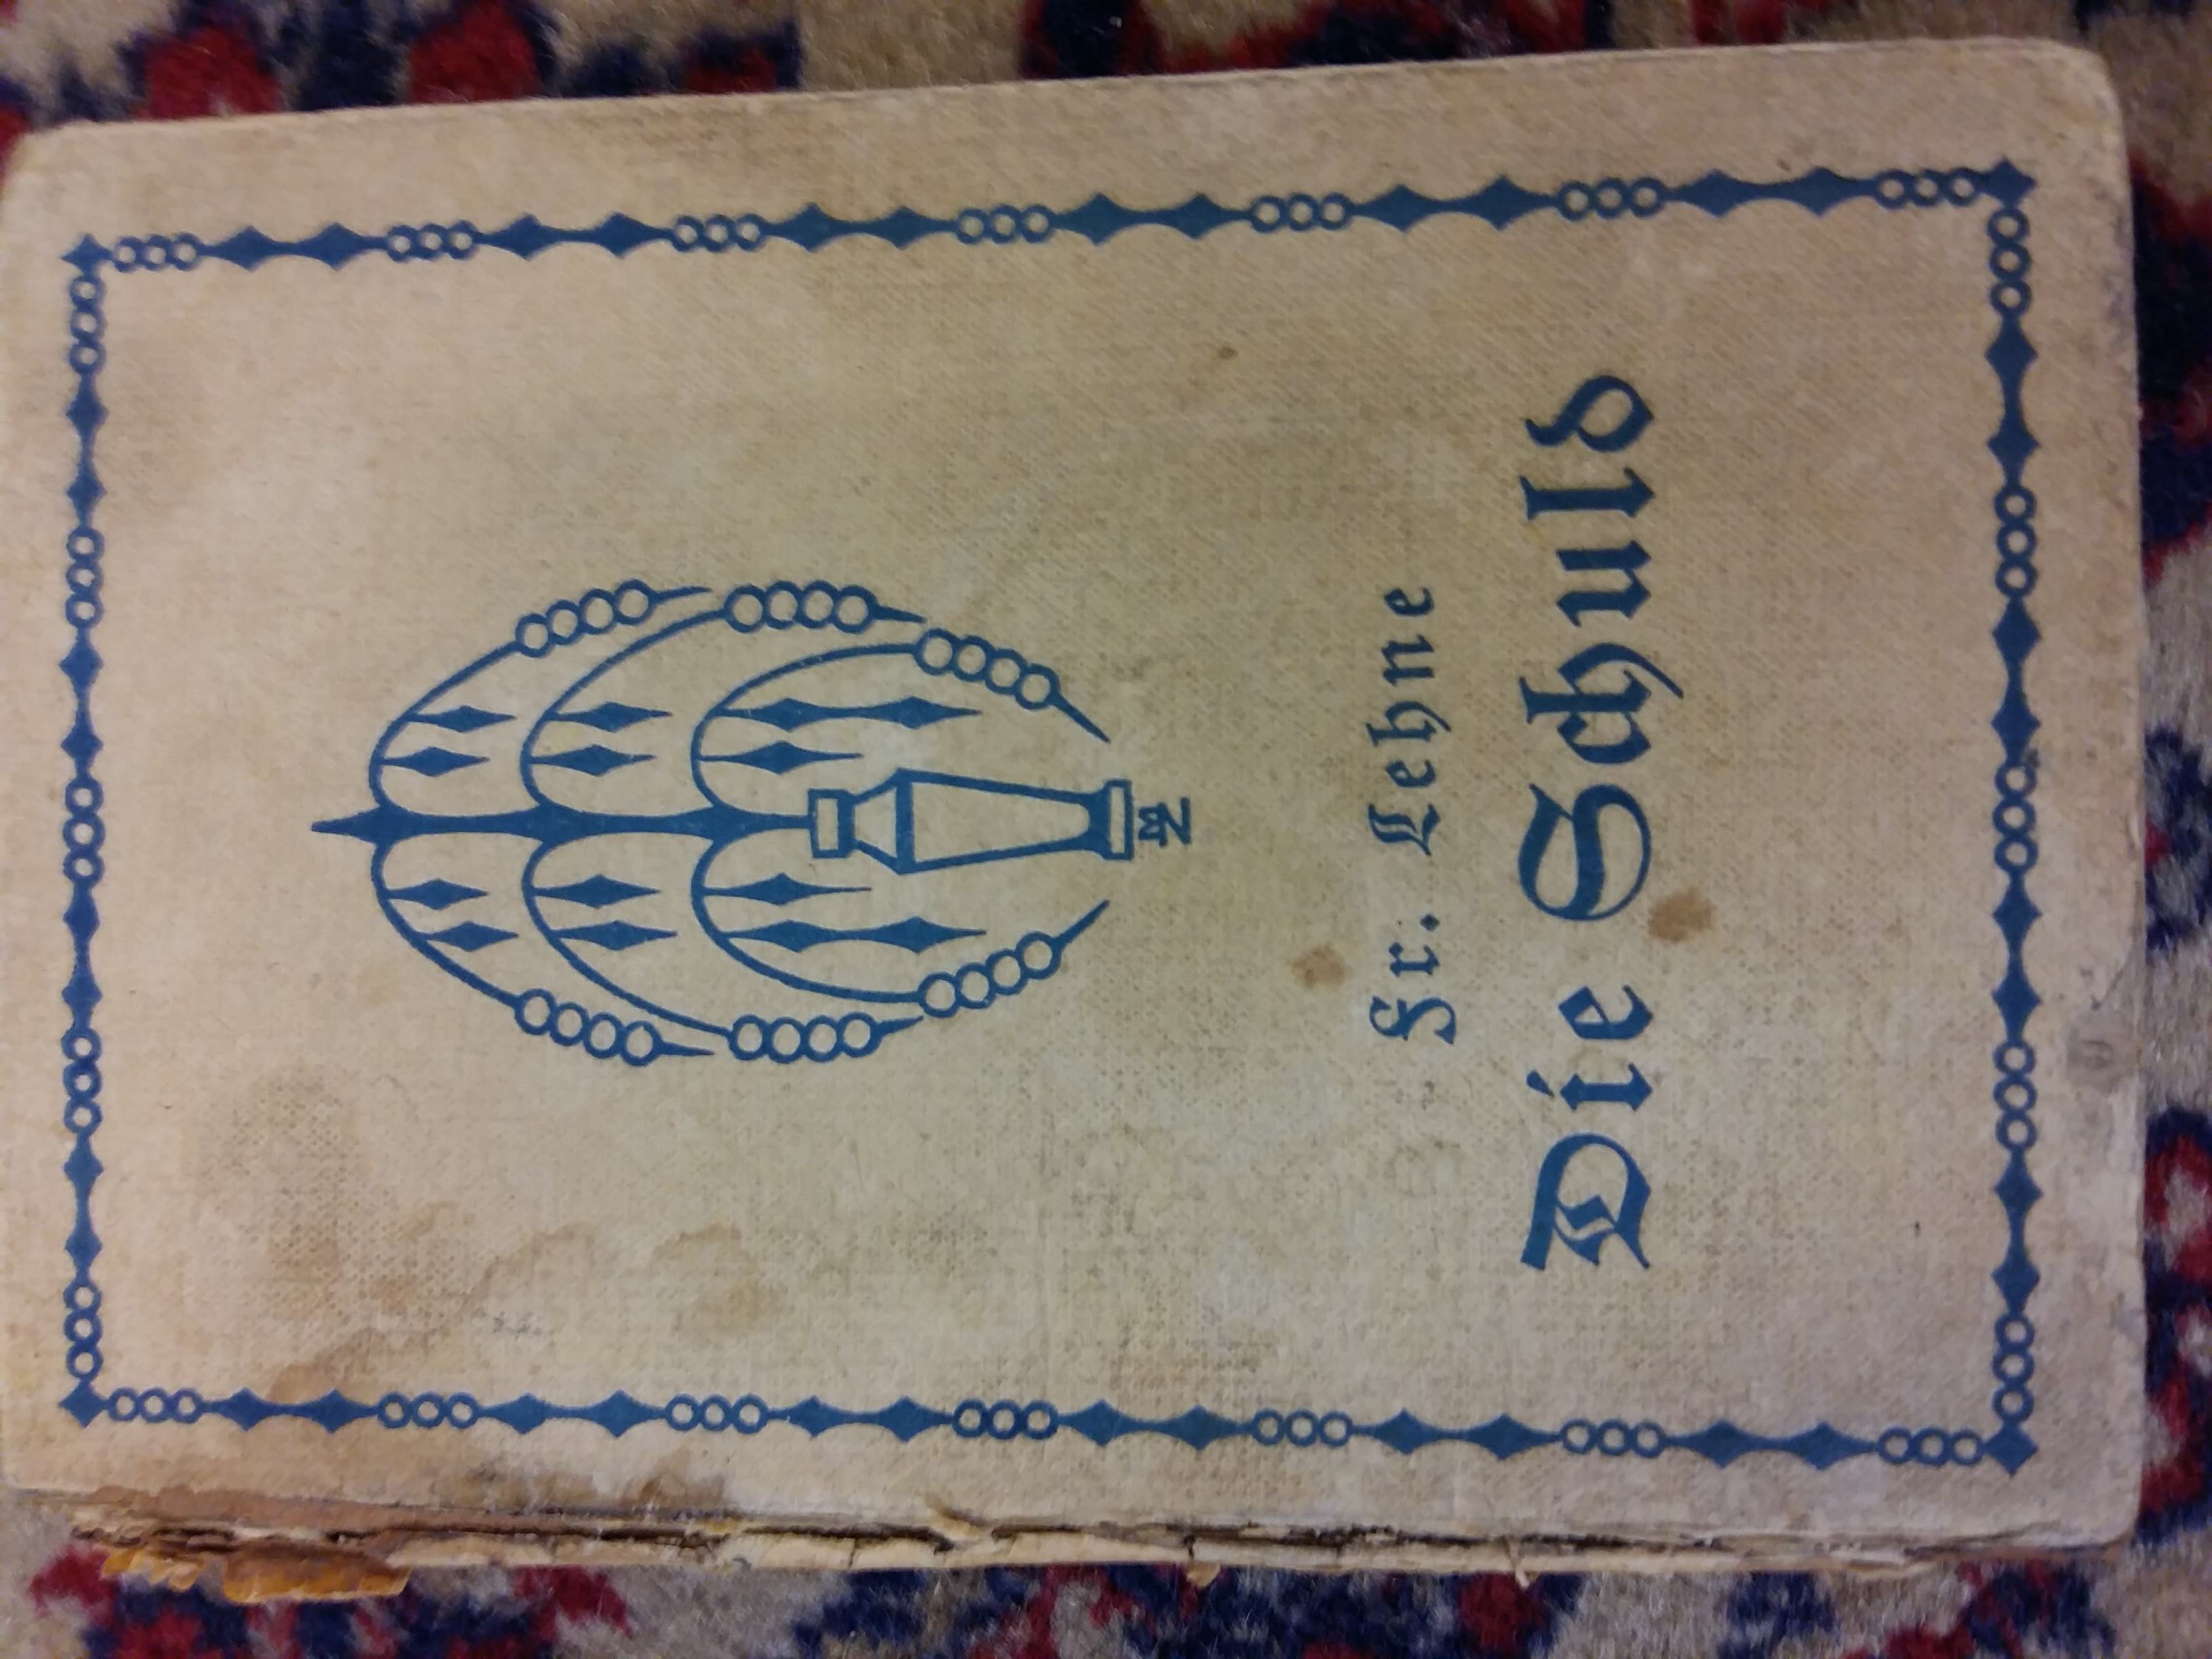 Fr. Lehne
Die Schuld